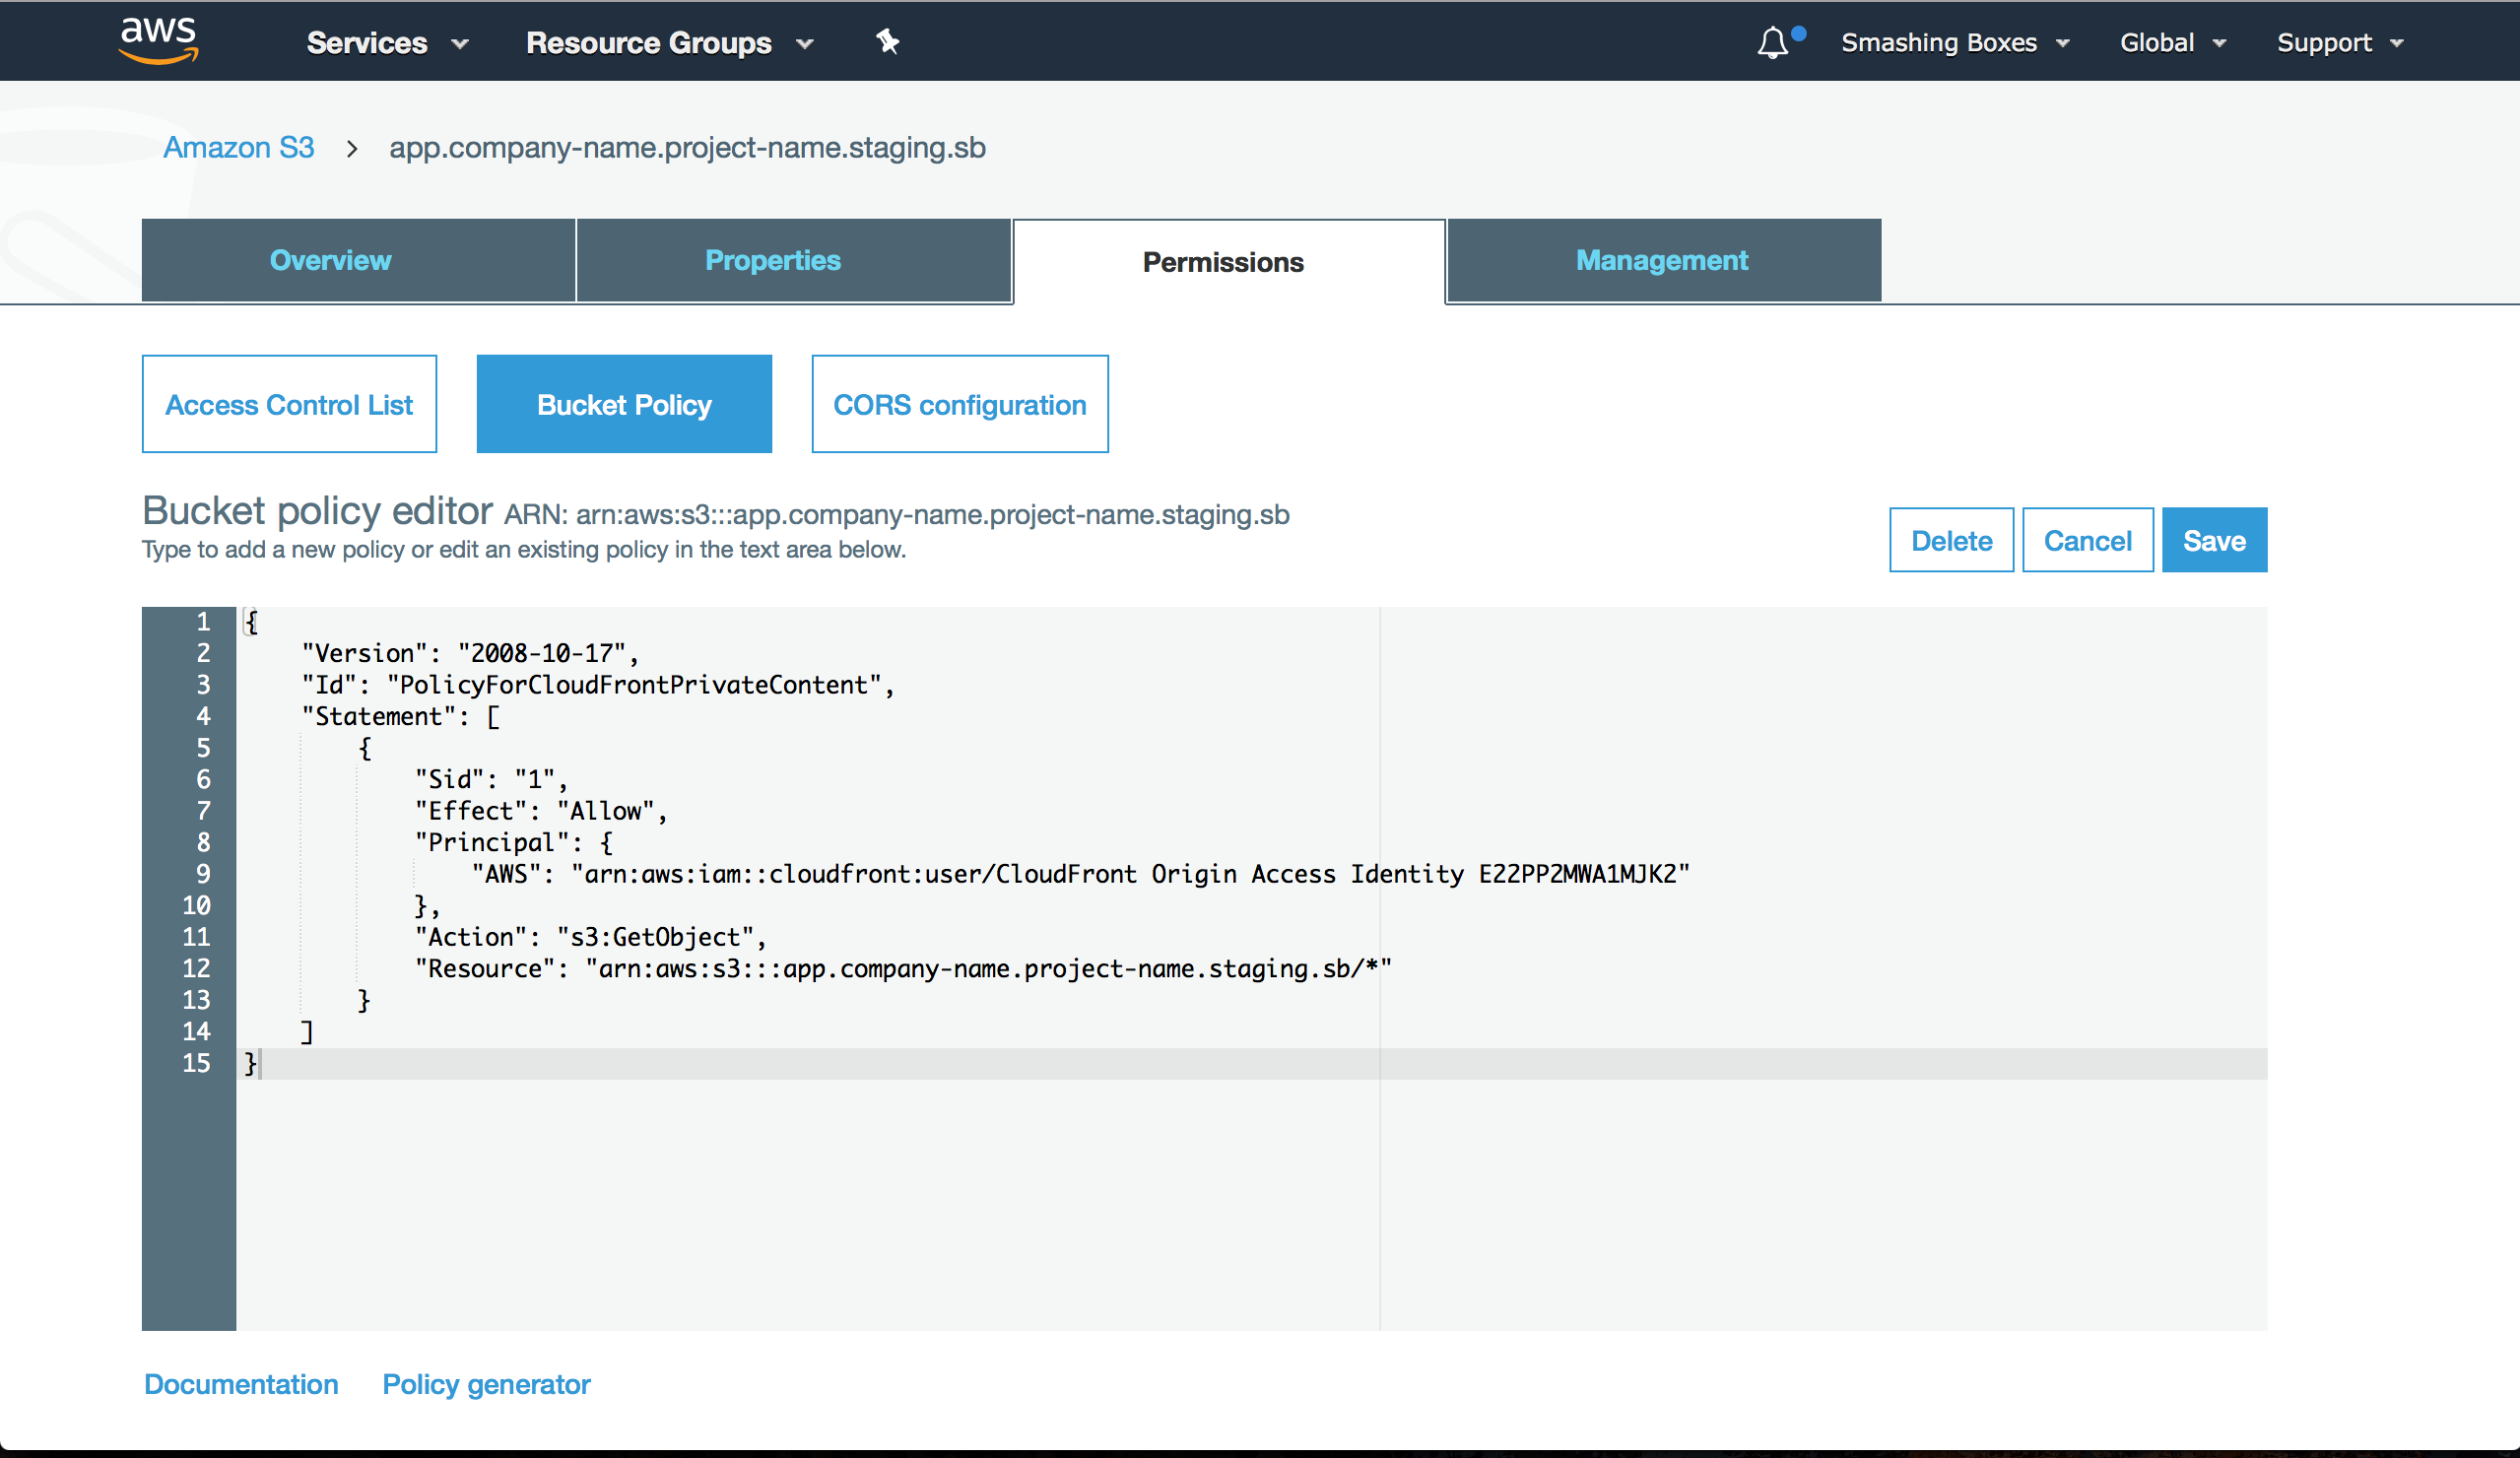 aws Services Resource Groups Smashing Boxes Global Support
Amazon S3 > app.company-name.project-name.staging.sb
Overview Properties Permissions Management
Access Control List Bucket Policy CORS configuration
Bucket policy editor ARN: arn:aws:s3:::app.company-name.project-name.staging.sb
Type to add a new policy or edit an existing policy in the text area below.
Delete Cancel Save
1 {
2     "Version": "2008-10-17",
3     "Id": "PolicyForCloudFrontPrivateContent",
4     "Statement": [
5         {
6             "Sid": "1",
7             "Effect": "Allow",
8             "Principal": {
9                 "AWS": "arn:aws:iam::cloudfront:user/CloudFront Origin Access Identity E22PP2MWA1MJK2"
10             },
11             "Action": "s3:GetObject",
12             "Resource": "arn:aws:s3:::app.company-name.project-name.staging.sb/*"
13         }
14     ]
15 }
Documentation Policy generator